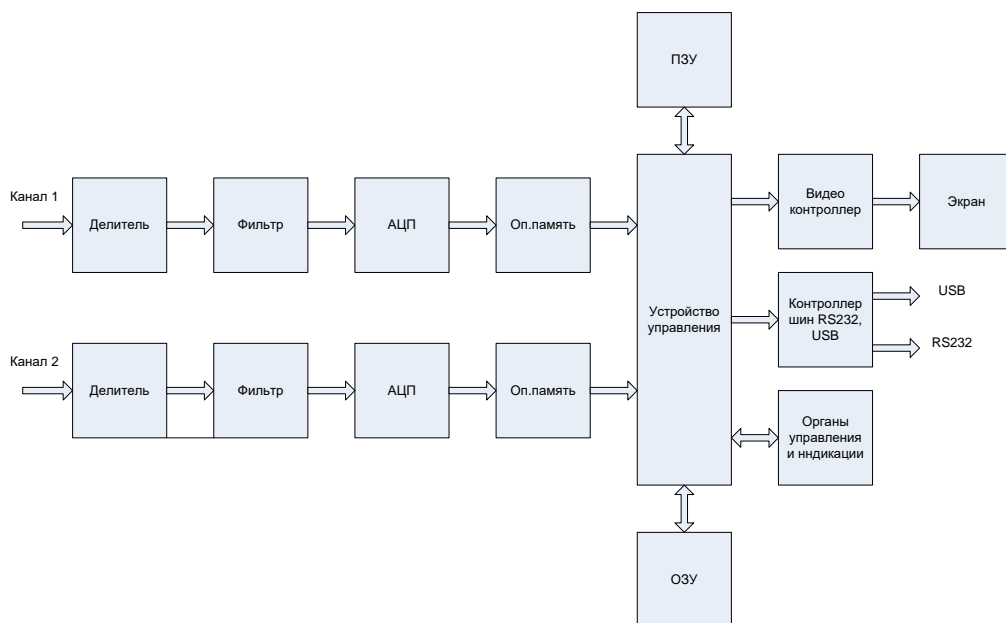 ПЗУ
Канал 1
Делитель
Фильтр
АЦП
Оп.память
Видео
контроллер
Экран
Устройство
управления
Контроллер
шин RS232,
USB
USB
RS232
Канал 2
Делитель
Фильтр
АЦП
Оп.память
Органы
управления
и нндикации
ОЗУ